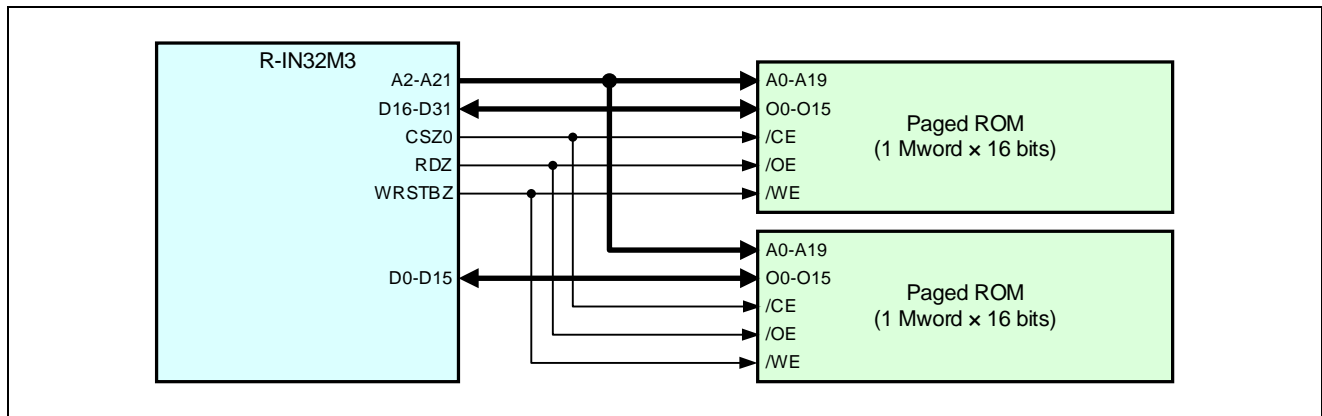 R-IN32M3
A2-A21
D16-D31
CSZ0
RDZ
WRSTBZ
D0-D15
A0-A19
O0-O15
/CE
/OE
/WE
Paged ROM
(1 Mword × 16 bits)
A0-A19
O0-O15
/CE
/OE
/WE
Paged ROM
(1 Mword × 16 bits)